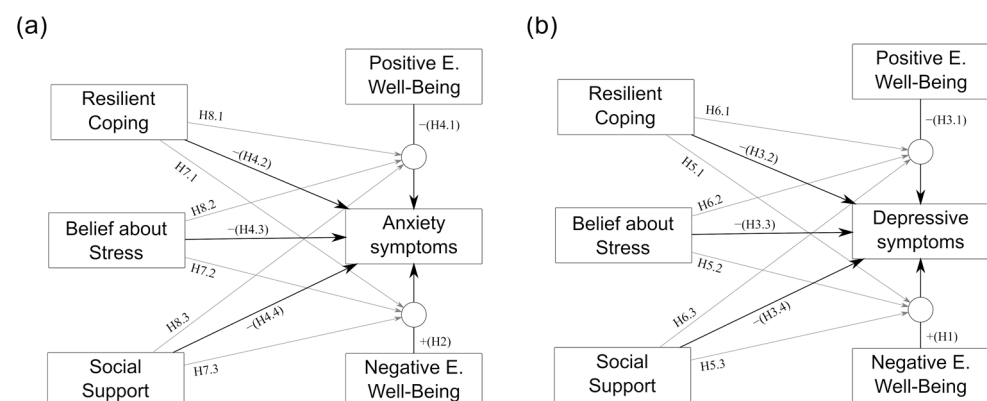 (a)
Positive E.
Well-Being
Resilient
Coping
H8.1
−(H4.1)
−(H4.2)
H7.1
H8.2
Belief about
Stress
−(H4.3)
Anxiety
symptoms
H7.2
H8.3
−(H4.4)
+(H2)
Social
Support
H7.3
Negative E.
Well-Being
(b)
Positive E.
Well-Being
Resilient
Coping
H6.1
−(H3.1)
−(H3.2)
H5.1
H6.2
Belief about
Stress
−(H3.3)
Depressive
symptoms
H5.2
H6.3
−(H3.4)
+(H1)
Social
Support
H5.3
Negative E.
Well-Being